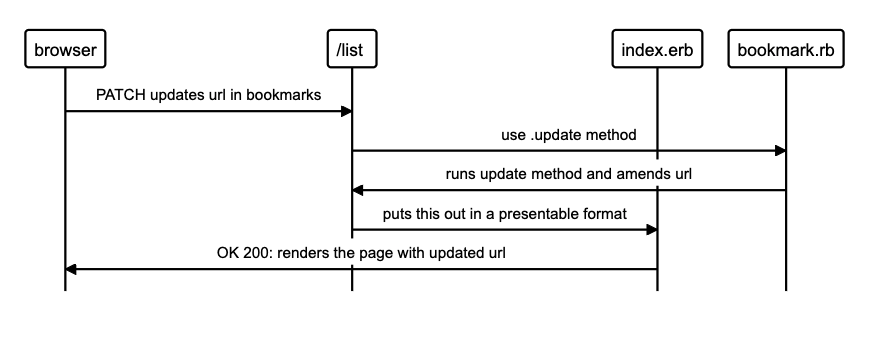 browser
/list
index.erb
bookmark.rb
PATCH updates url in bookmarks
use .update method
runs update method and amends url
puts this out in a presentable format
OK 200: renders the page with updated url